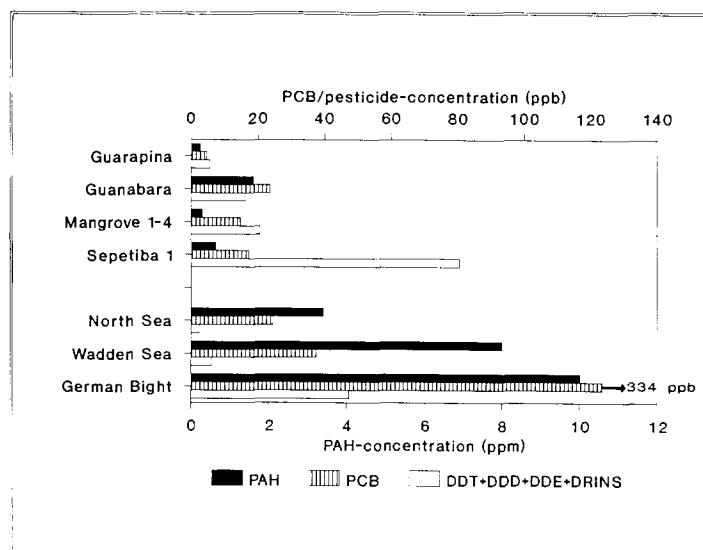 PCB/pesticide-concentration (ppb)
0 20 40 60 80 100 120 140
Guarapina
Guanabara
Mangrove 1-4
Sepetiba 1
North Sea
Wadden Sea
German Bight
334 ppb
0 2 4 6 8 10 12
PAH-concentration (ppm)
PAH PCB DDT+DDD+DDE+DRINS